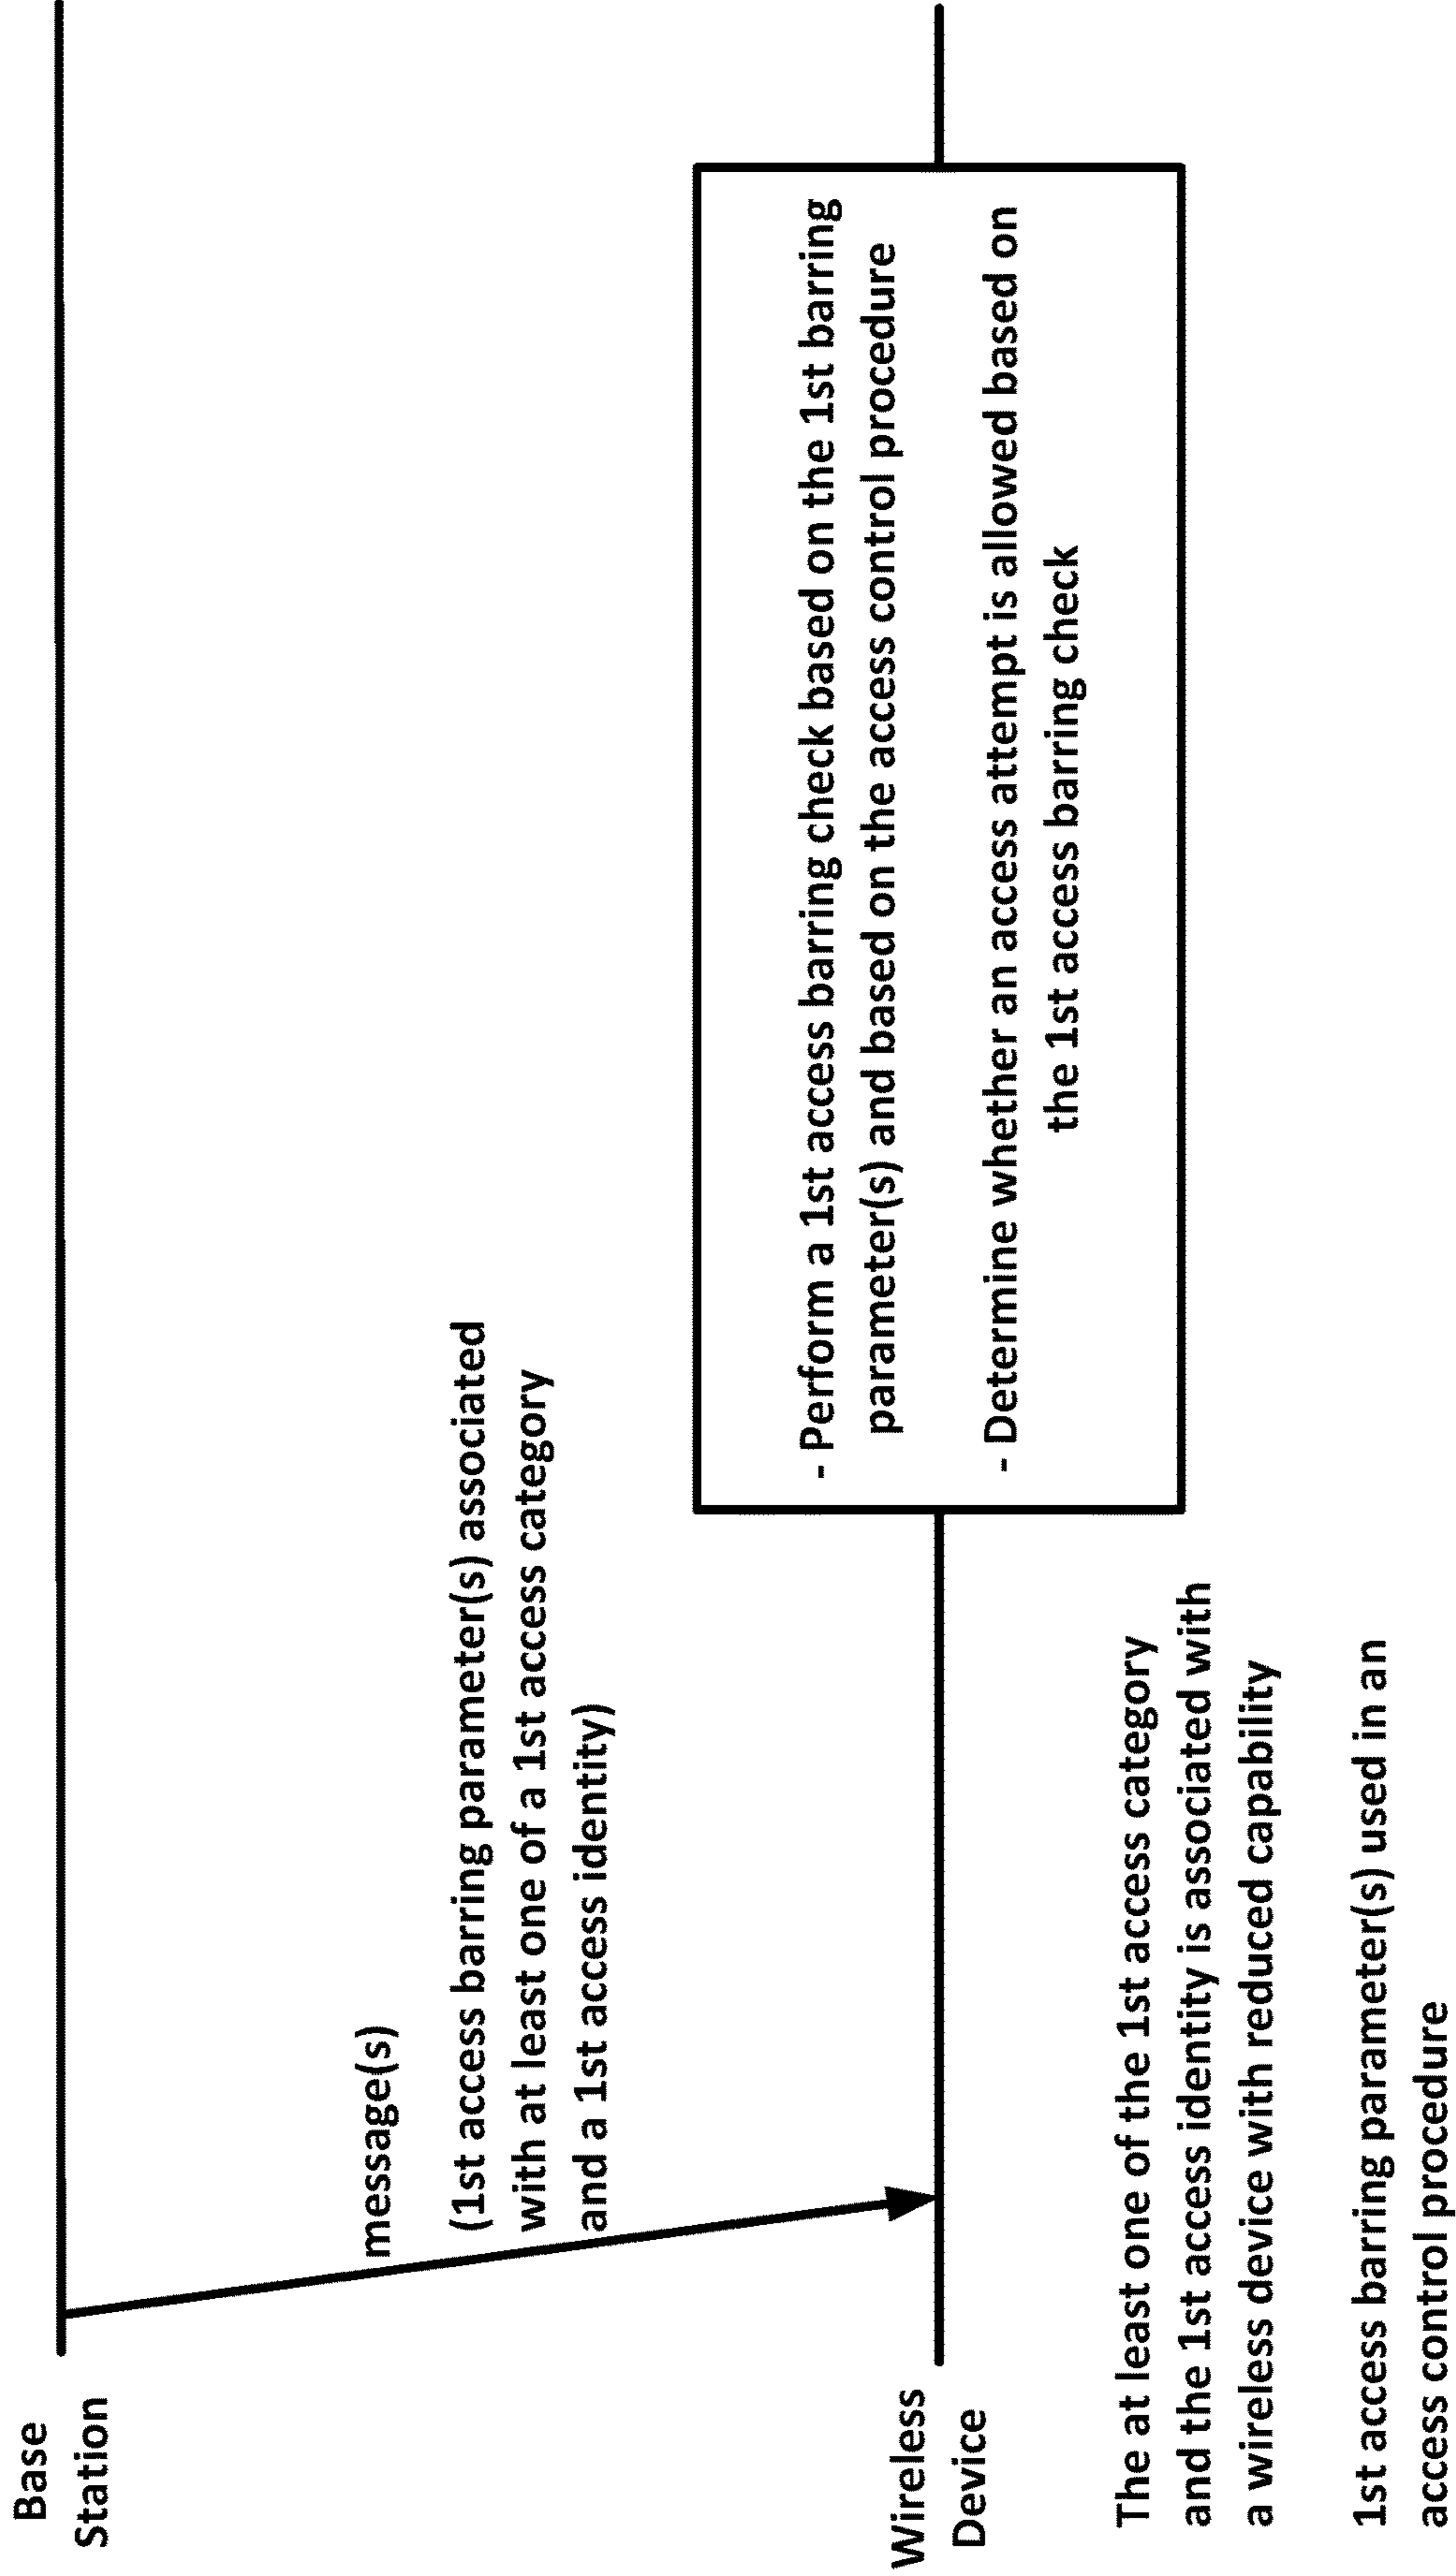 Base
Station
message(s)
(1st access barring parameter(s) associated
with at least one of a 1st access category
and a 1st access identity)
- Perform a 1st access barring check based on the 1st barring
parameter(s) and based on the access control procedure
- Determine whether an access attempt is allowed based on
the 1st access barring check
Wireless
Device
The at least one of the 1st access category
and the 1st access identity is associated with
a wireless device with reduced capability
1st access barring parameter(s) used in an
access control procedure